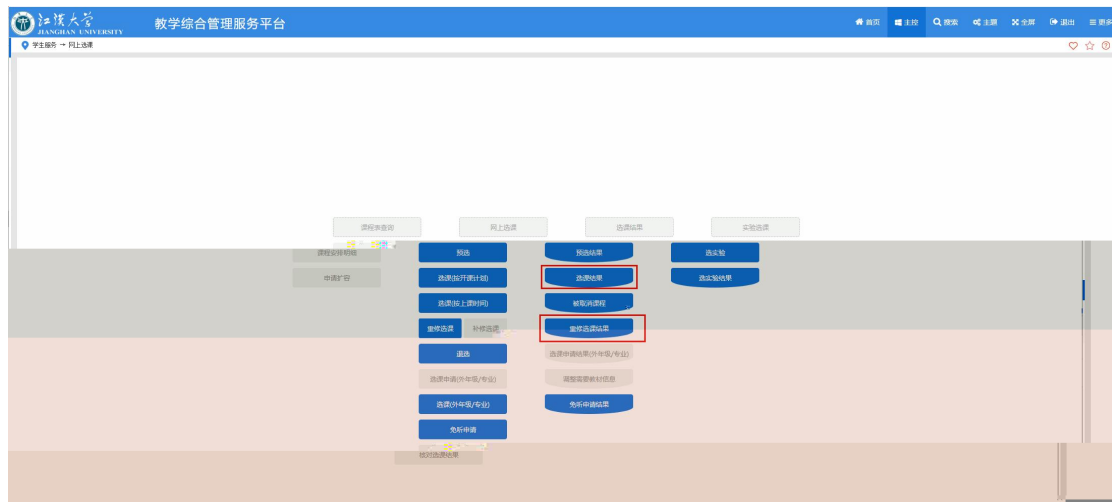 江汉大学 教学综合管理服务平台 首页 主控 搜索 主题 全屏 退出 更多
JIANGHAN UNIVERSITY
学生服务 → 网上选课
课程表查询 网上选课 选课结果 实验选课
课程安排明细 预选 预选结果 选实验
申请扩容 选课(按开课计划) 选课结果 选实验结果
选课(按上课时间) 被取消课程
重修选课 补修选课 重修选课结果
退选 选课申请结果(外年级/专业)
选课申请(外年级/专业) 调整需要教材信息
选课(外年级/专业) 免听申请结果
免听申请
核对选课结果